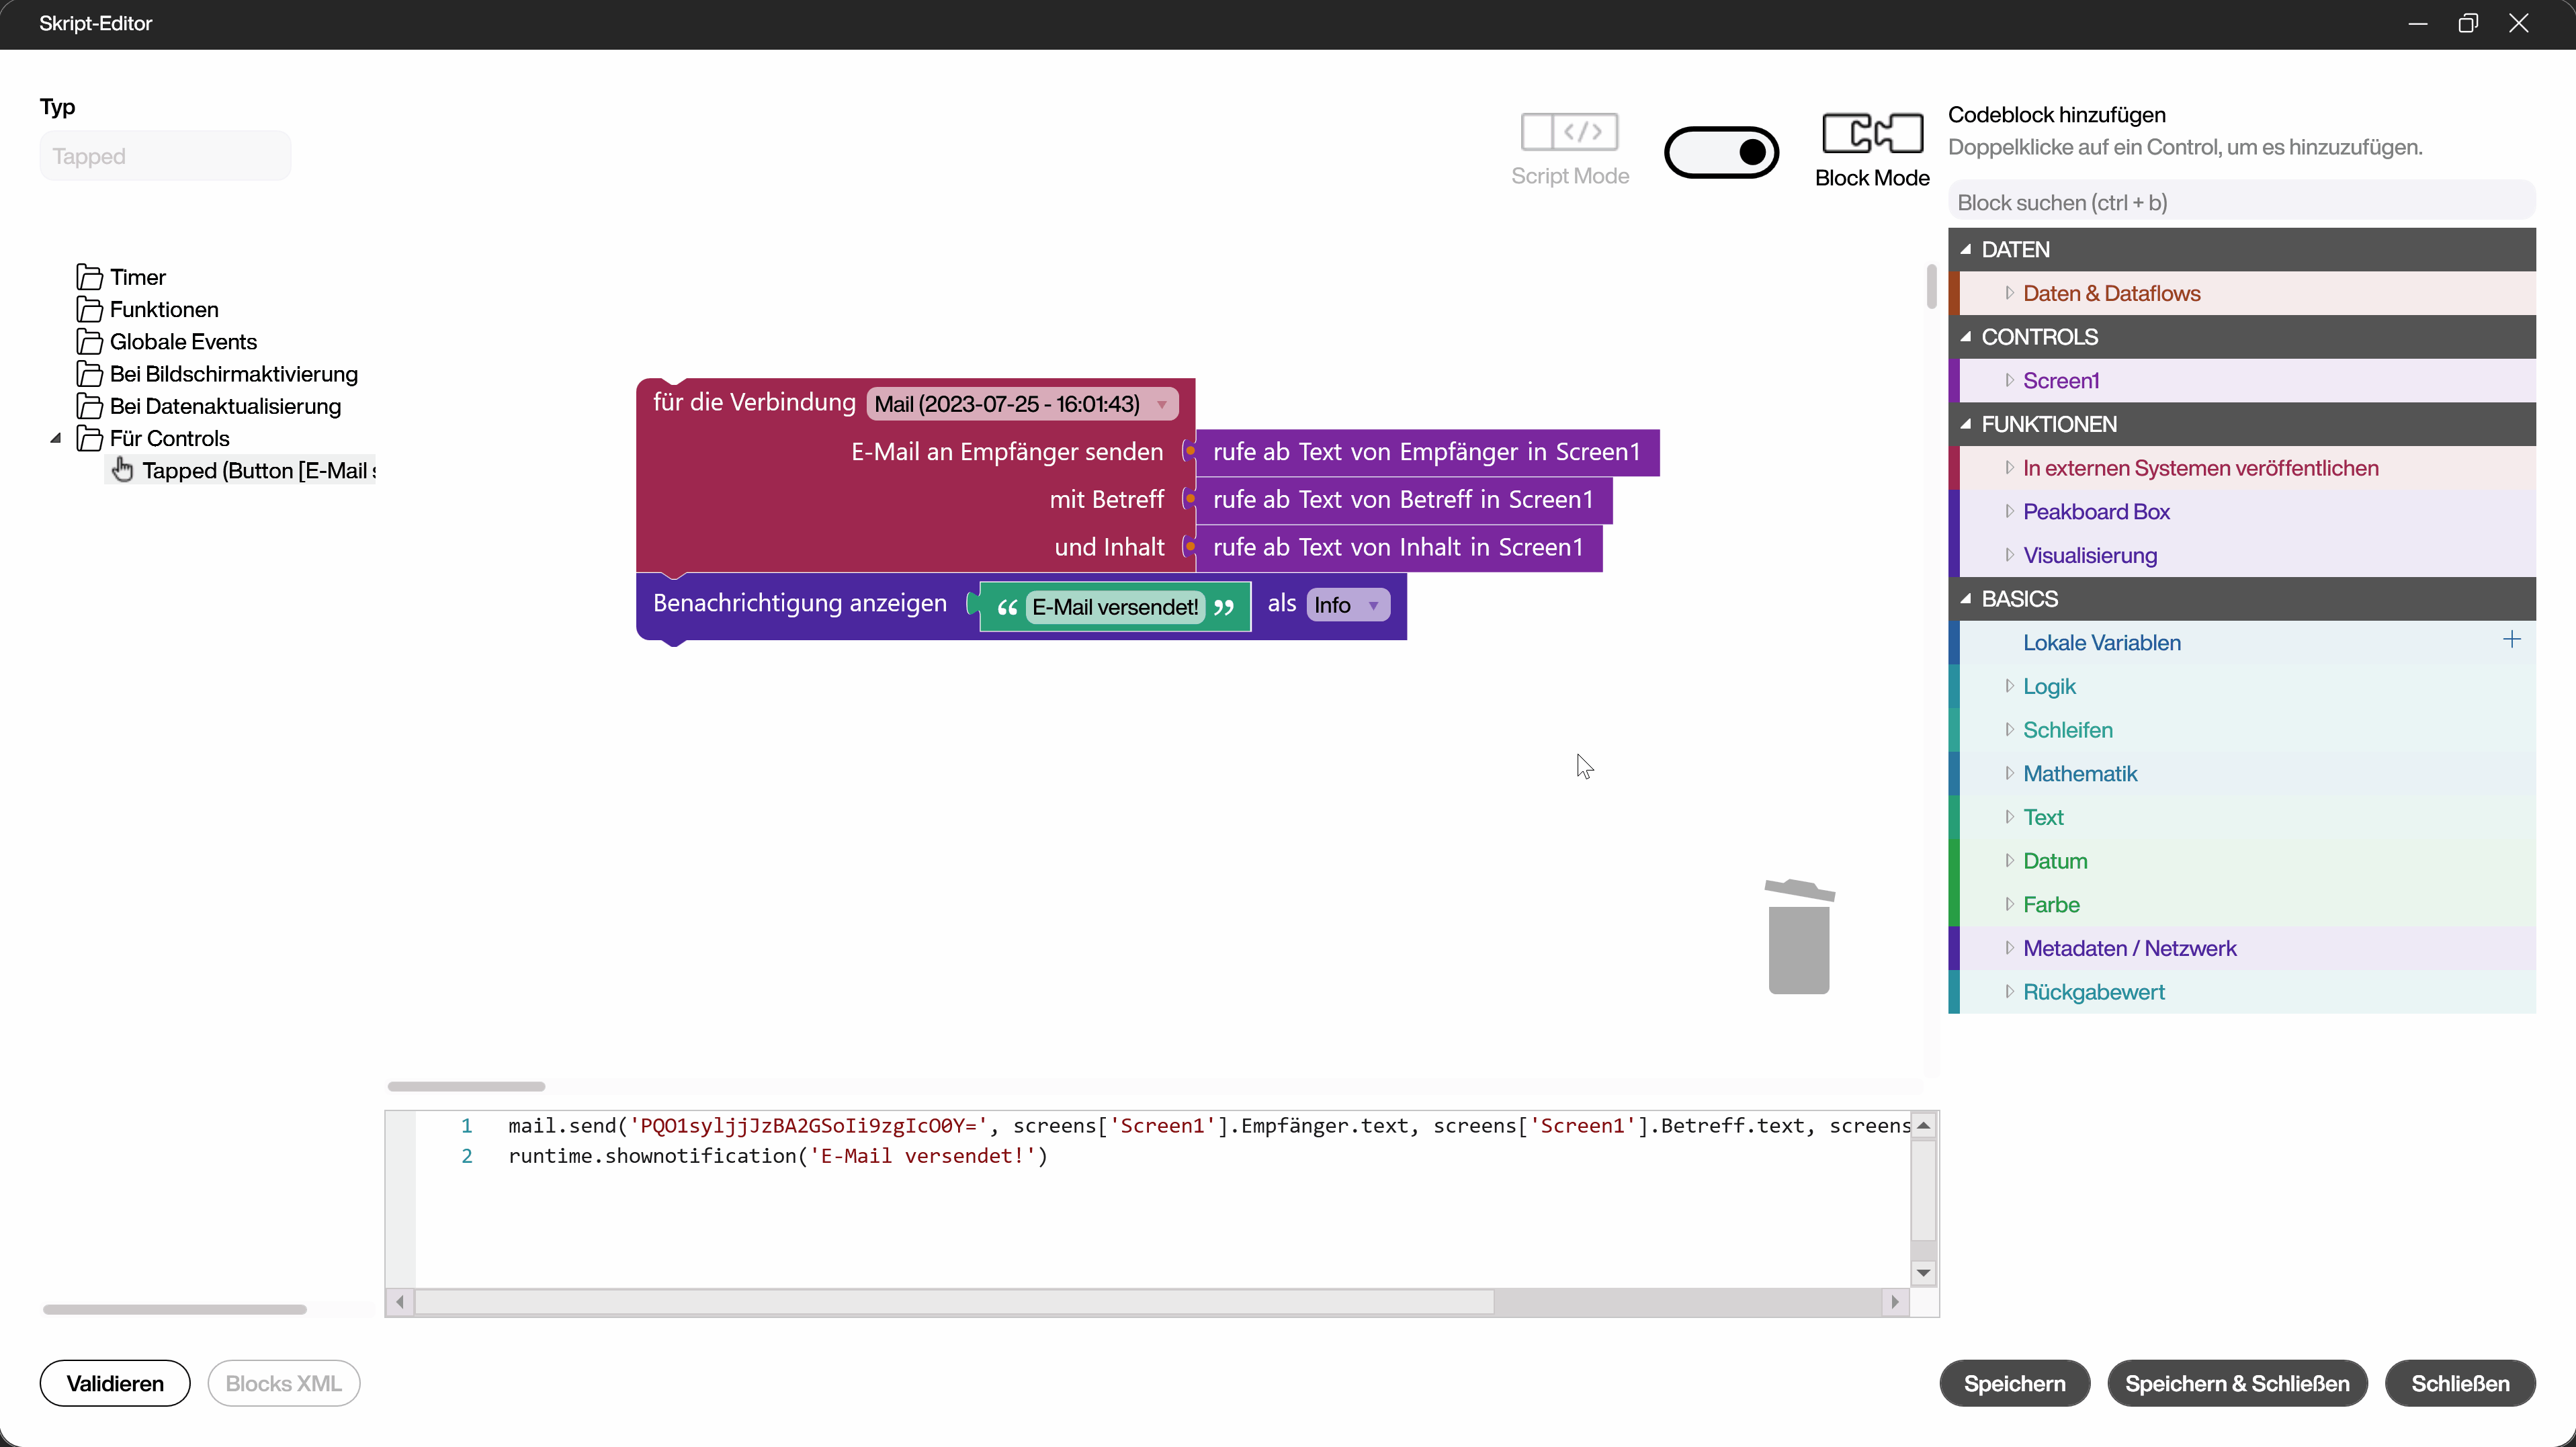 Skript-Editor
Typ
Tapped
Script Mode
Block Mode
Codeblock hinzufügen
Doppelklicke auf ein Control, um es hinzuzufügen.
Block suchen (ctrl + b)
Timer
Funktionen
Globale Events
Bei Bildschirmaktivierung
Bei Datenaktualisierung
Für Controls
Tapped (Button [E-Mail s
für die Verbindung Mail (2023-07-25 - 16:01:43)
E-Mail an Empfänger senden rufe ab Text von Empfänger in Screen1
mit Betreff rufe ab Text von Betreff in Screen1
und Inhalt rufe ab Text von Inhalt in Screen1
Benachrichtigung anzeigen “ E-Mail versendet! ” als Info
DATEN
Daten & Dataflows
CONTROLS
Screen1
FUNKTIONEN
In externen Systemen veröffentlichen
Peakboard Box
Visualisierung
BASICS
Lokale Variablen +
Logik
Schleifen
Mathematik
Text
Datum
Farbe
Metadaten / Netzwerk
Rückgabewert
1 mail.send('PQO1syljjJzBA2GSoIi9zgIcO0Y=', screens['Screen1'].Empfänger.text, screens['Screen1'].Betreff.text, screens
2 runtime.shownotification('E-Mail versendet!')
Validieren
Blocks XML
Speichern
Speichern & Schließen
Schließen